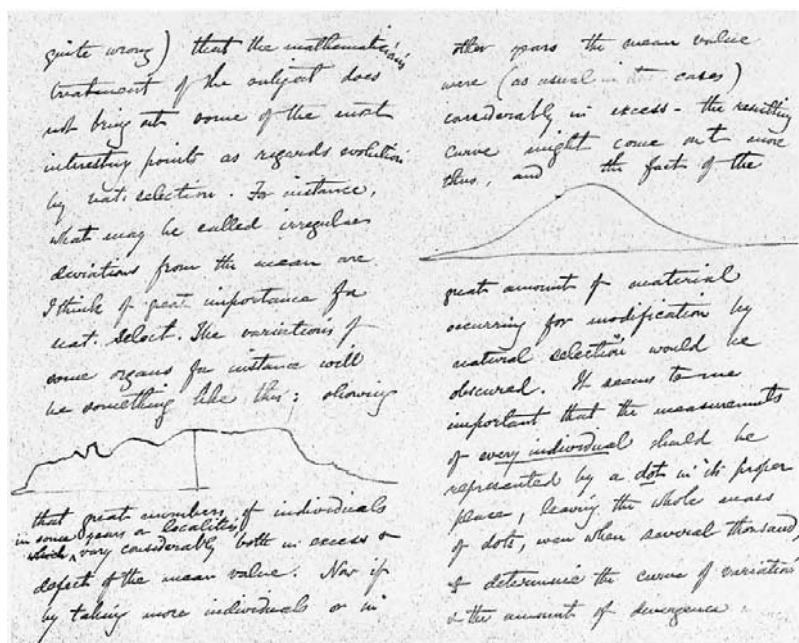 quite wrong) that the mathematician's
treatment of the subject does
not bring out some of the most
interesting points as regards evolution
by nat. selection. For instance,
what may be called irregular
deviations from the mean are
I think of great importance for
nat. select. The variations of
some organs for instance will
be something like this; showing
that great numbers of individuals
in some years or localities,
vary considerably both in excess &
defect of the mean value. Now if
by taking more individuals or in
other years the mean value
were (as usual in cases)
considerably in excess - the resulting
curve might come out more
thus, and the fact of the
great amount of material
occurring for modification by
natural selection would be
obscured. It seems to me
important that the measurements
of every individual should be
represented by a dot in its proper
place, leaving the whole mass
of dots, even when several thousand,
to determine the curve of variation
& the amount of divergence